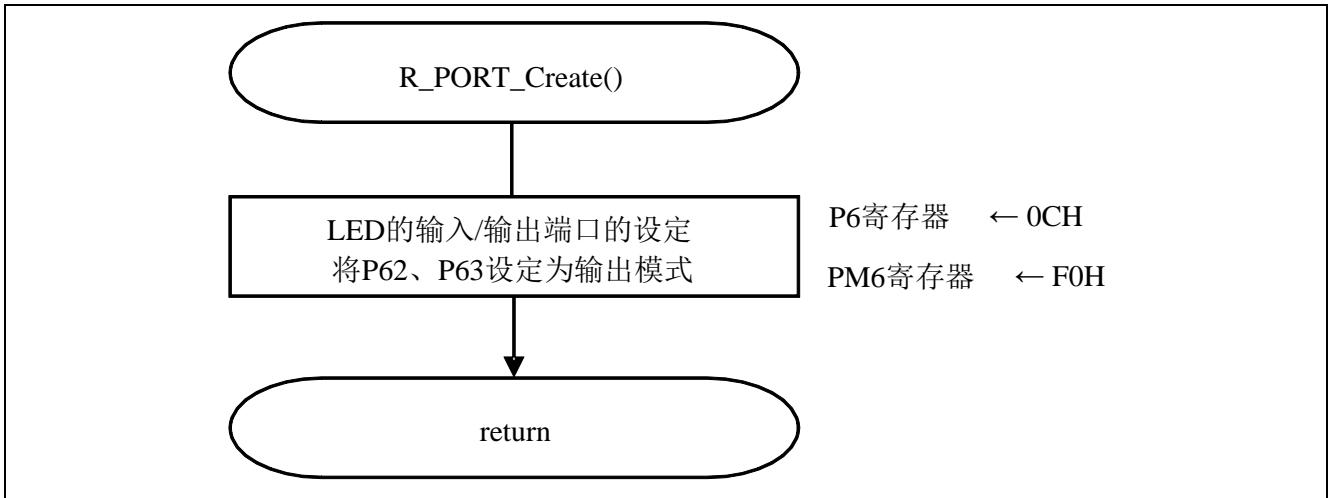 R_PORT_Create()
LED的输入/输出端口的设定
将P62、P63设定为输出模式
P6寄存器 ← 0CH
PM6寄存器 ← F0H
return